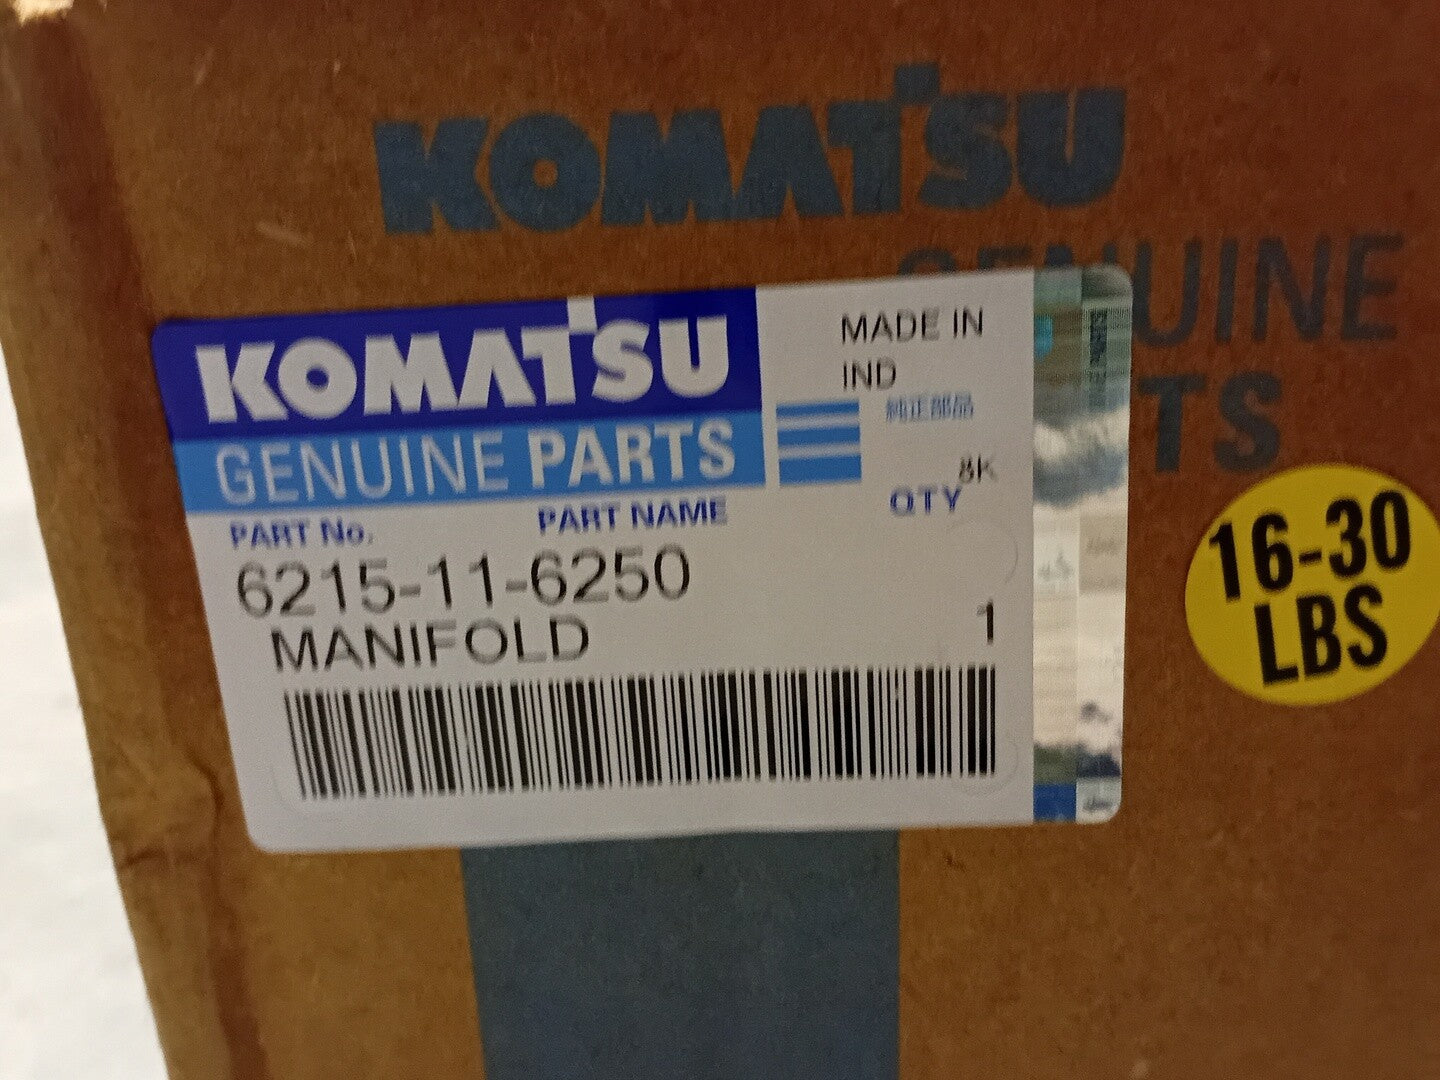 KOMATSU
GENUINE
PARTS
KOMATSU
GENUINE PARTS
MADE IN
IND
純正部品
8K
PART No.
PART NAME
QTY
6215-11-6250
MANIFOLD
1
16-30
LBS